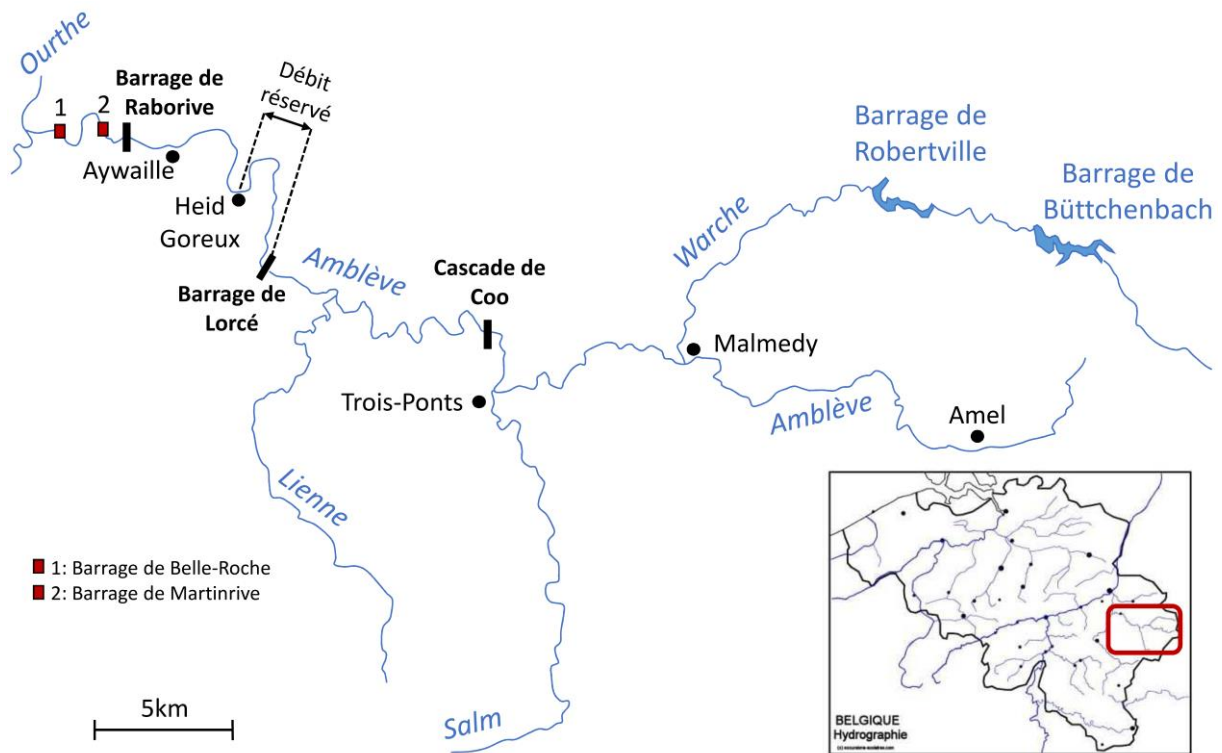 Ourthe
1
2
Barrage de
Raborive
Débit
réservé
Aywaille
Heid
Goreux
Barrage de
Lorcé
Amblève
Cascade de
Coo
Trois-Ponts
Lienne
Salm
Warche
Malmedy
Barrage de
Robertville
Barrage de
Büttchenbach
Amblève
Amel
1: Barrage de Belle-Roche
2: Barrage de Martinrive
5km
BELGIQUE
Hydrographie